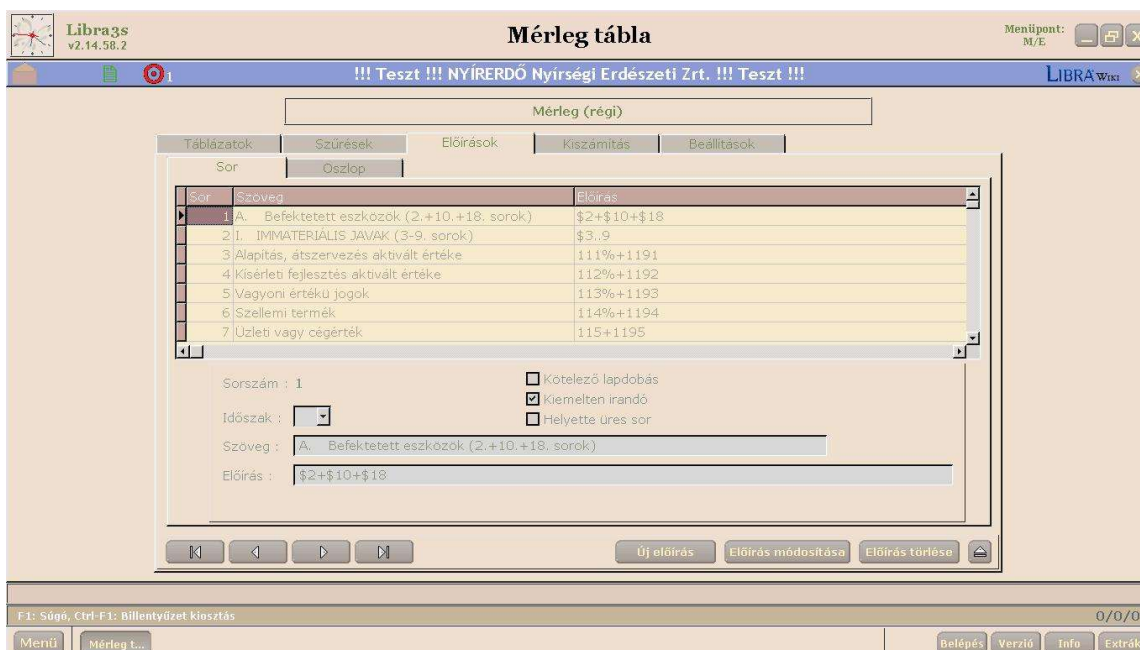 Libra3s
v2.14.58.2
Mérleg tábla
Menüpont:
M/E
1
!!! Teszt !!! NYÍRERDŐ Nyírségi Erdészeti Zrt. !!! Teszt !!!
LIBRA WIKI
Mérleg (régi)
Táblázatok Szűrések Előírások Kiszámítás Beállítások
Sor Oszlop
Sor Szöveg Előírás
1 A. Befektetett eszközök (2.+10.+18. sorok) $2+$10+$18
2 I. IMMATERIÁLIS JAVAK (3-9. sorok) $3..9
3 Alapítás, átszervezés aktivált értéke 111%+1191
4 Kísérleti fejlesztés aktivált értéke 112%+1192
5 Vagyoni értékü jogok 113%+1193
6 Szellemi termék 114%+1194
7 Üzleti vagy cégérték 115+1195
Sorszám : 1
Kötelező lapdobás
Kiemelten irandó
Időszak :
Helyette üres sor
Szöveg : A. Befektetett eszközök (2.+10.+18. sorok)
Előírás : $2+$10+$18
Új előírás Előírás módosítása Előírás törlése
F1: Súgó, Ctrl-F1: Billentyűzet kiosztás 0/0/0
Menü Mérleg t... Belépés Verzió Info Extrák